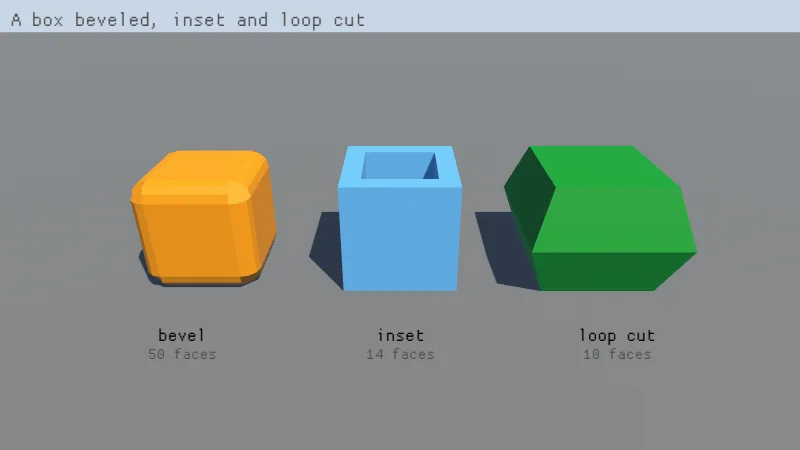 A box beveled, inset and loop cut
bevel
50 faces
inset
14 faces
loop cut
10 faces